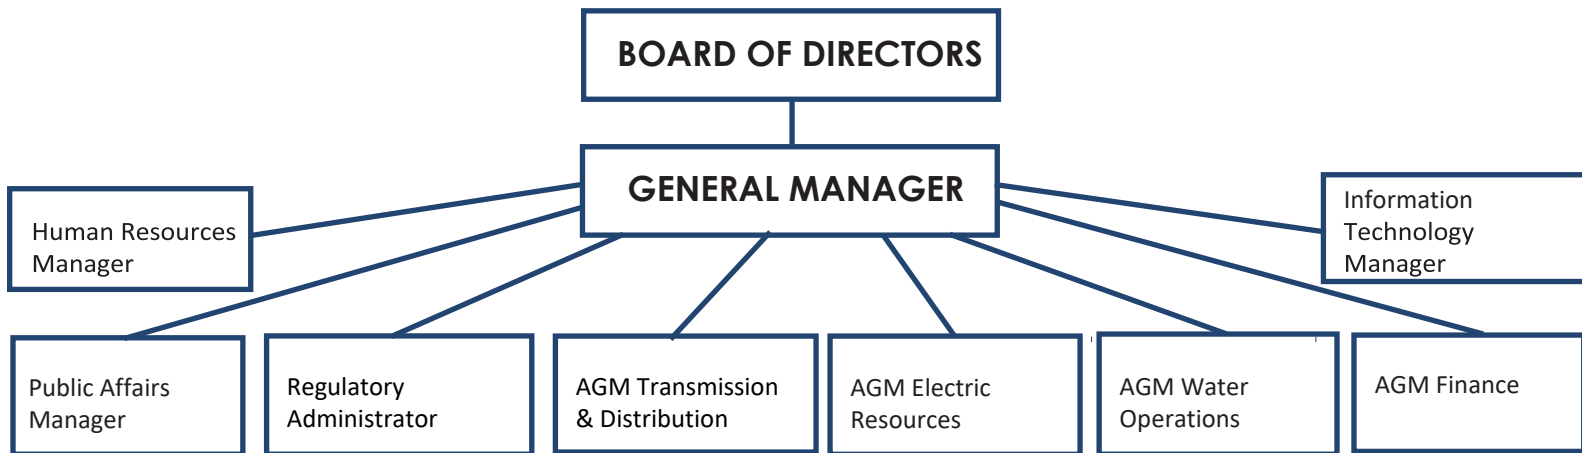 BOARD OF DIRECTORS
GENERAL MANAGER
Human Resources
Manager
Information
Technology
Manager
Public Affairs
Manager
Regulatory
Administrator
AGM Transmission
& Distribution
AGM Electric
Resources
AGM Water
Operations
AGM Finance